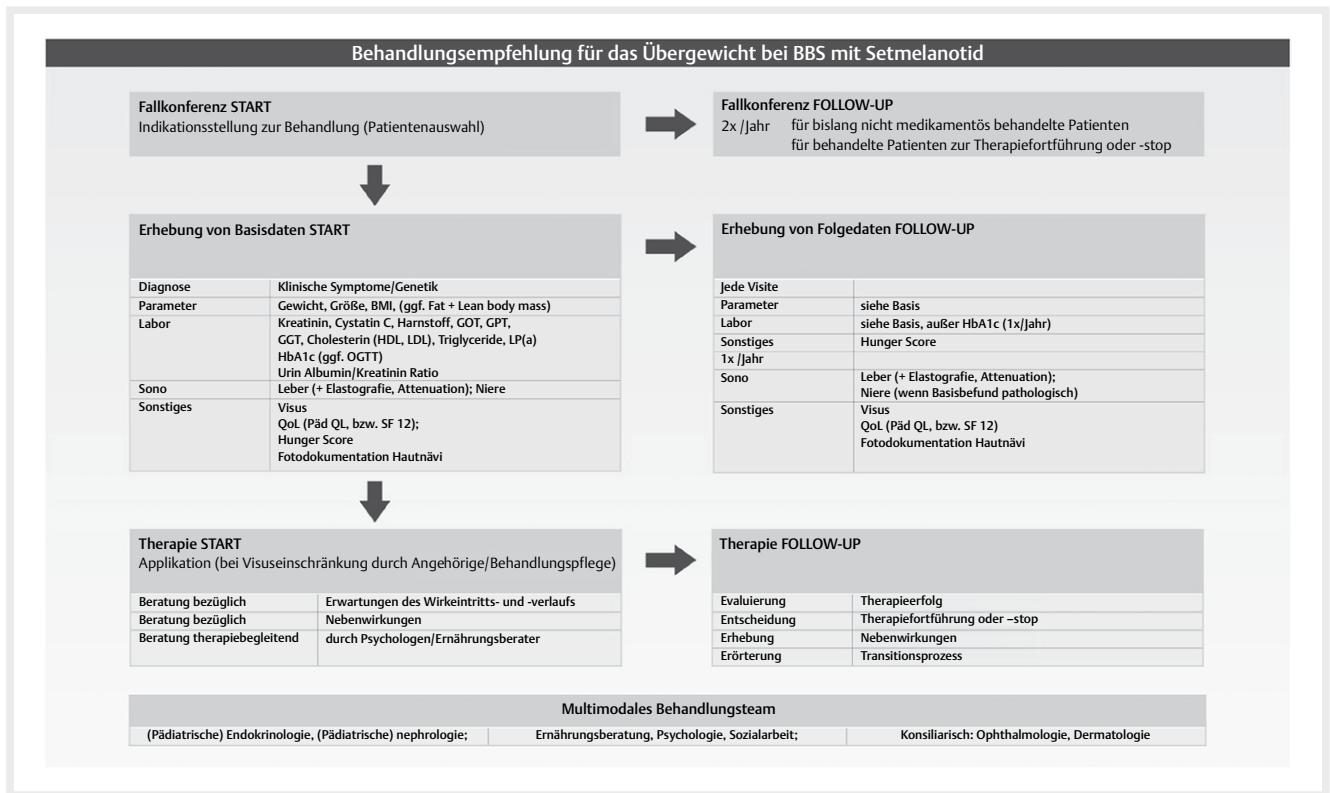 Behandlungsempfehlung für das Übergewicht bei BBS mit Setmelanotid
Fallkonferenz START
Indikationsstellung zur Behandlung (Patientenauswahl)
Fallkonferenz FOLLOW-UP
2x /Jahr für bislang nicht medikamentös behandelte Patienten
für behandelte Patienten zur Therapiefortführung oder -stop
Erhebung von Basisdaten START
Diagnose Klinische Symptome/Genetik
Parameter Gewicht, Größe, BMI, (ggf. Fat + Lean body mass)
Labor Kreatinin, Cystatin C, Harnstoff, GOT, GPT,
GGT, Cholesterin (HDL, LDL), Triglyceride, LP(a)
HbA1c (ggf. OGTT)
Urin Albumin/Kreatinin Ratio
Sono Leber (+ Elastografie, Attenuation); Niere
Sonstiges Visus
QoL (Päd QL, bzw. SF 12);
Hunger Score
Fotodokumentation Hautnävi
Erhebung von Folgedaten FOLLOW-UP
Jede Visite
Parameter siehe Basis
Labor siehe Basis, außer HbA1c (1x/Jahr)
Sonstiges Hunger Score
1x /Jahr
Sono Leber (+ Elastografie, Attenuation);
Niere (wenn Basisbefund pathologisch)
Sonstiges Visus
QoL (Päd QL, bzw. SF 12)
Fotodokumentation Hautnävi
Therapie START
Applikation (bei Visuseinschränkung durch Angehörige/Behandlungspflege)
Beratung bezüglich Erwartungen des Wirkeintritts- und -verlaufs
Beratung bezüglich Nebenwirkungen
Beratung therapiebegleitend durch Psychologen/Ernährungsberater
Therapie FOLLOW-UP
Evaluierung Therapieerfolg
Entscheidung Therapiefortführung oder –stop
Erhebung Nebenwirkungen
Erörterung Transitionsprozess
Multimodales Behandlungsteam
(Pädiatrische) Endokrinologie, (Pädiatrische) nephrologie; Ernährungsberatung, Psychologie, Sozialarbeit; Konsiliarisch: Ophthalmologie, Dermatologie